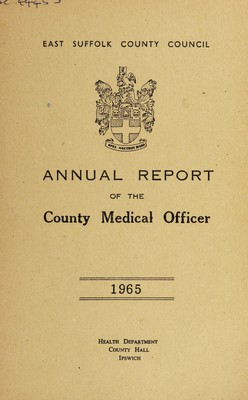 EAST SUFFOLK COUNTY COUNCIL
ANNUAL REPORT
OF THE
County Medical Officer
1965
HEALTH DEPARTMENT
COUNTY HALL
IPSWICH